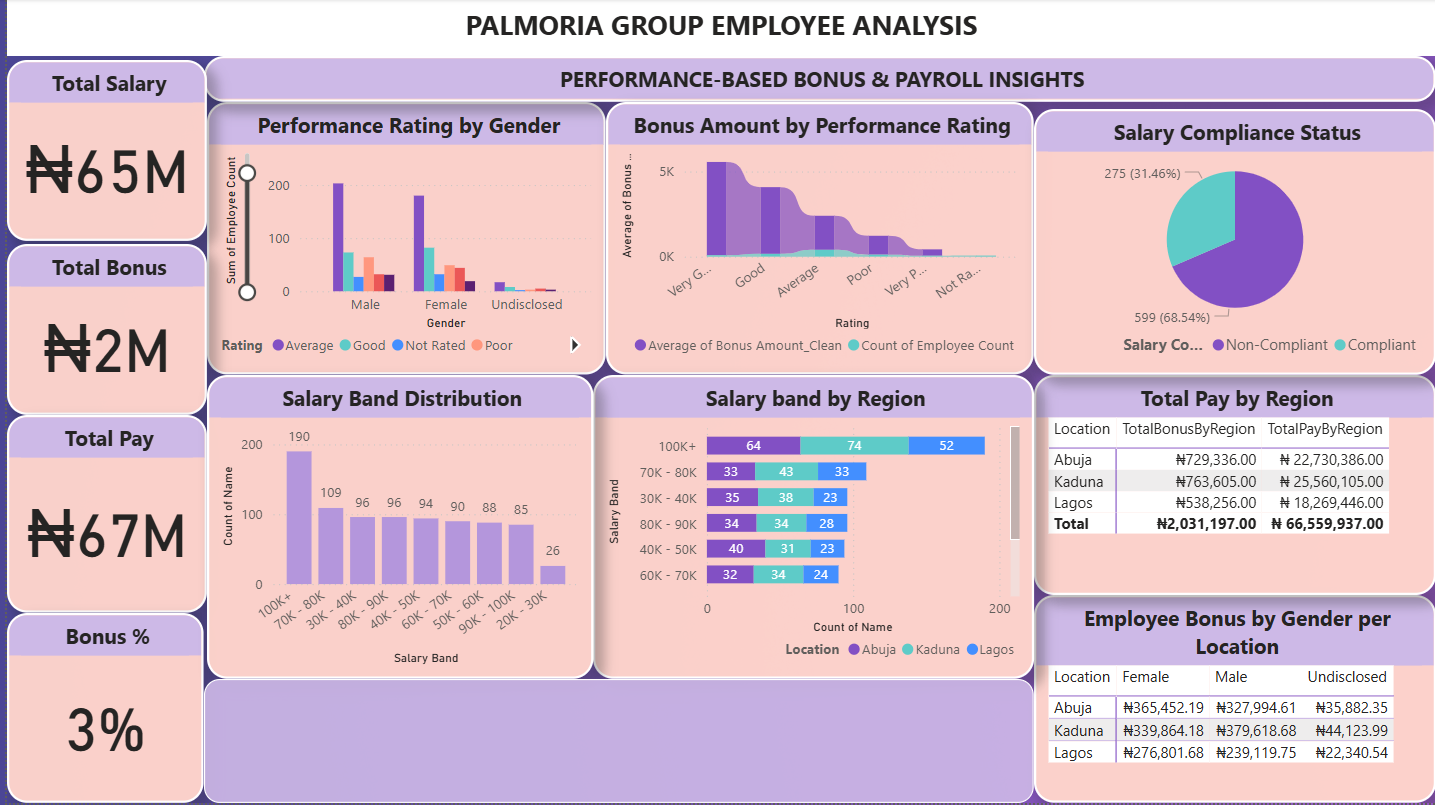 PALMORIA GROUP EMPLOYEE ANALYSIS
Total Salary
₦65M
Total Bonus
₦2M
Total Pay
₦67M
Bonus %
3%
PERFORMANCE-BASED BONUS & PAYROLL INSIGHTS
Performance Rating by Gender
Sum of Employee Count
200
100
0
Male Female Undisclosed
Gender
Rating Average Good Not Rated Poor
Bonus Amount by Performance Rating
Average of Bonus ...
5K
0K
Very G... Good Average Poor Very P... Not Ra...
Rating
Average of Bonus Amount_Clean Count of Employee Count
Salary Compliance Status
275 (31.46%)
599 (68.54%)
Salary Co... Non-Compliant Compliant
Salary Band Distribution
Count of Name
200
100
0
190 109 96 96 94 90 88 85 26
100K+ 70K - 80K 30K - 40K 80K - 90K 40K - 50K 60K - 70K 50K - 60K 90K - 100K 20K - 30K
Salary Band
Salary band by Region
Salary Band
100K+ 64 74 52
70K - 80K 33 43 33
30K - 40K 35 38 23
80K - 90K 34 34 28
40K - 50K 40 31 23
60K - 70K 32 34 24
0 100 200
Count of Name
Location Abuja Kaduna Lagos
Total Pay by Region
Location TotalBonusByRegion TotalPayByRegion
Abuja ₦729,336.00 ₦ 22,730,386.00
Kaduna ₦763,605.00 ₦ 25,560,105.00
Lagos ₦538,256.00 ₦ 18,269,446.00
Total ₦2,031,197.00 ₦ 66,559,937.00
Employee Bonus by Gender per
Location
Location Female Male Undisclosed
Abuja ₦365,452.19 ₦327,994.61 ₦35,882.35
Kaduna ₦339,864.18 ₦379,618.68 ₦44,123.99
Lagos ₦276,801.68 ₦239,119.75 ₦22,340.54